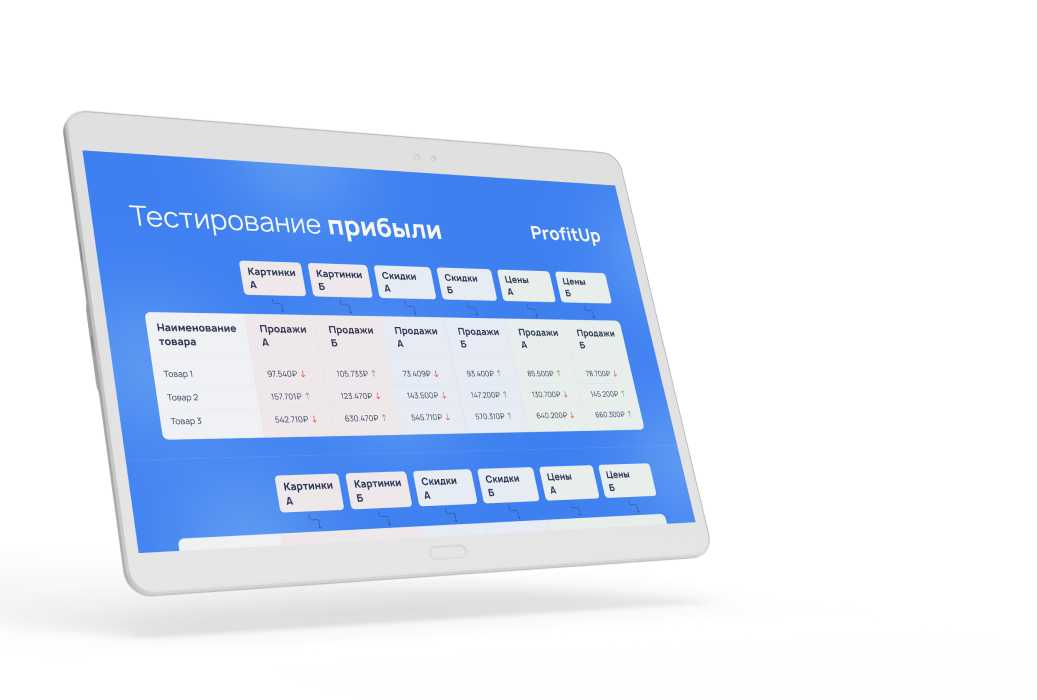 Тестирование прибыли
ProfitUp
Картинки А Картинки Б Скидки А Скидки Б Цены А Цены Б
Наименование товара Продажи А Продажи Б Продажи А Продажи Б Продажи А Продажи Б
Товар 1 97.540₽ ↓ 105.733₽ ↑ 73.409₽ ↓ 93.400₽ ↑ 85.500₽ ↑ 78.700₽ ↓
Товар 2 157.701₽ ↑ 123.470₽ ↓ 143.500₽ ↓ 147.200₽ ↑ 130.700₽ ↓ 145.200₽ ↑
Товар 3 542.710₽ ↓ 630.470₽ ↑ 545.710₽ ↓ 570.310₽ ↑ 640.200₽ ↓ 660.300₽ ↑
Картинки А Картинки Б Скидки А Скидки Б Цены А Цены Б